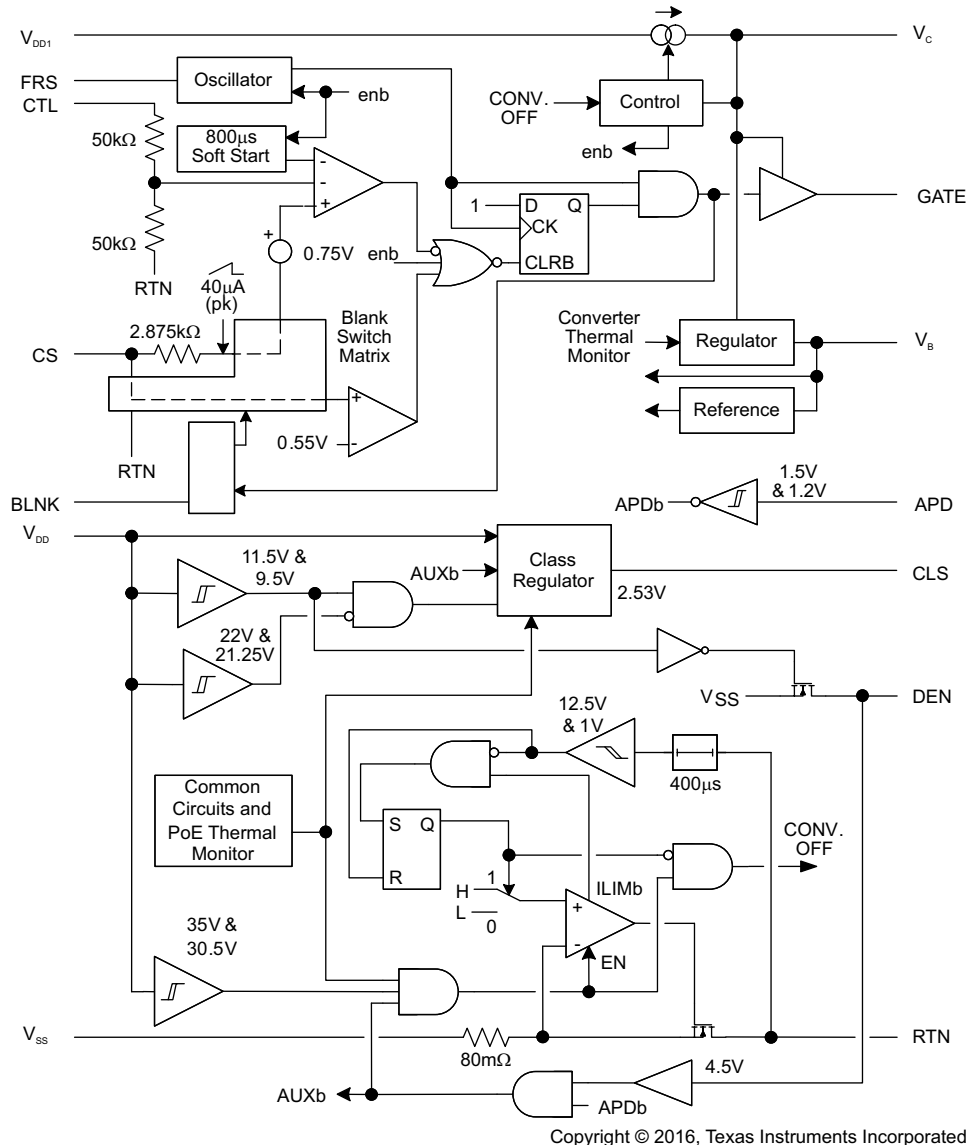 VDD1
VC
FRS
Oscillator
enb
CTL
CONV.
OFF
Control
enb
50kΩ
800μs
Soft Start
-
-
+
GATE
1
D
Q
CK
CLRB
50kΩ
+
0.75V
enb
RTN
40μA
(pk)
2.875kΩ
CS
Blank
Switch
Matrix
Converter
Thermal
Monitor
Regulator
VB
Reference
+
0.55V
-
RTN
BLNK
1.5V
& 1.2V
APDb
APD
VDD
11.5V &
9.5V
AUXb
Class
Regulator
2.53V
CLS
22V &
21.25V
VSS
DEN
12.5V
& 1V
400μs
Common
Circuits and
PoE Thermal
Monitor
S
Q
R
CONV.
OFF
H
1
L
0
ILIMb
+
-
EN
35V &
30.5V
VSS
80mΩ
RTN
4.5V
AUXb
APDb
Copyright © 2016, Texas Instruments Incorporated